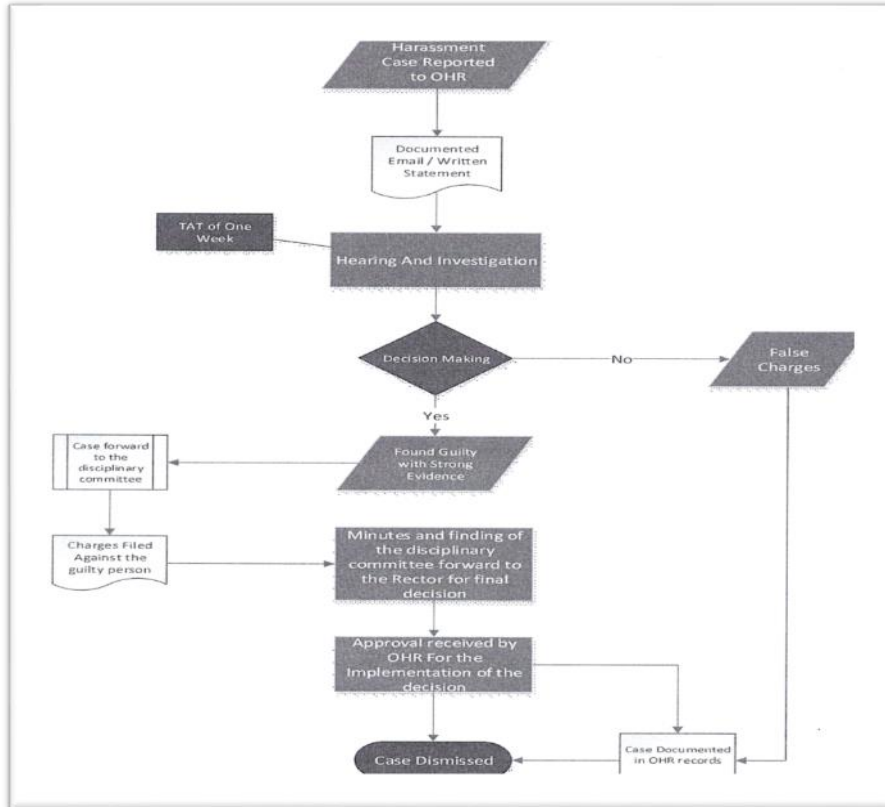 Harassment
Case Reported
to OHR
Documented
Email / Written
Statement
TAT of One
Week
Hearing And Investigation
Decision Making
No
False
Charges
Yes
Found Guilty
with Strong
Evidence
Case forward
to the
disciplinary
committee
Charges Filed
Against the
guilty person
Minutes and finding of
the disciplinary
committee forward to
the Rector for final
decision
Approval received by
OHR For the
Implementation of the
decision
Case Documented
in OHR records
Case Dismissed